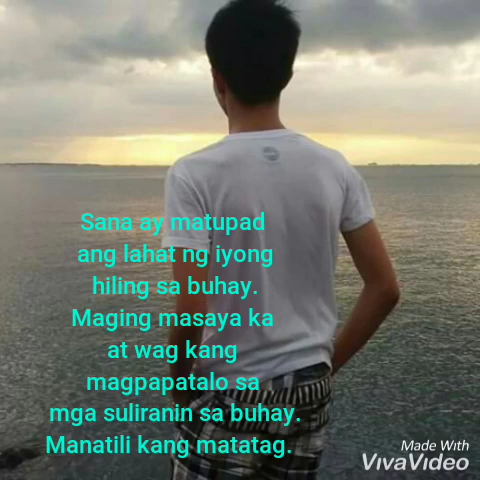 Sana ay matupad
ang lahat ng iyong
hiling sa buhay.
Maging masaya ka
at wag kang
magpapatalo sa
mga suliranin sa buhay.
Manatili kang matatag.
Made With
VivaVideo